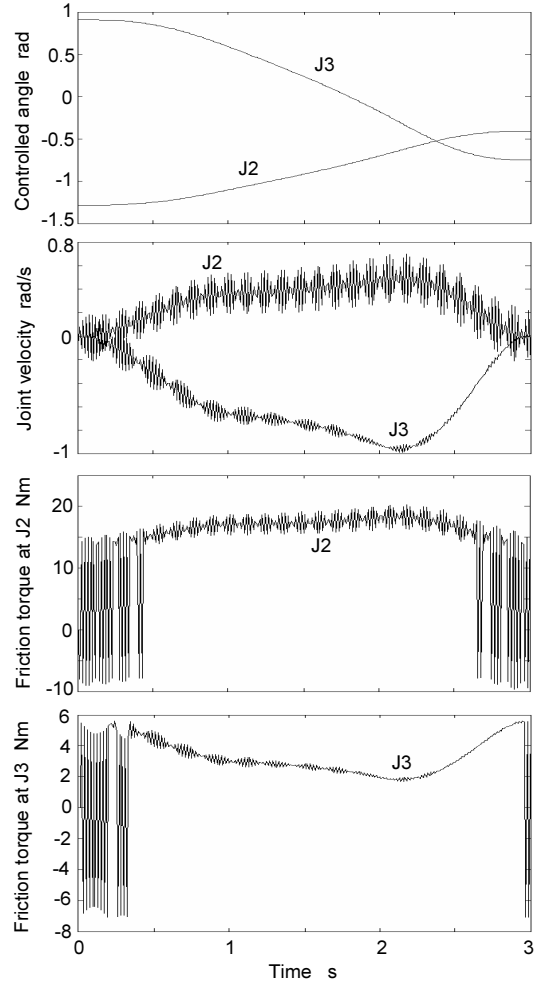 Controlled angle rad
1
0.5
0
-0.5
-1
-1.5
J3
J2
Joint velocity rad/s
0.8
0
-1
J2
J3
Friction torque at J2 Nm
20
10
0
-10
J2
Friction torque at J3 Nm
6
4
2
0
-2
-4
-6
-8
J3
0 1 2 3
Time s